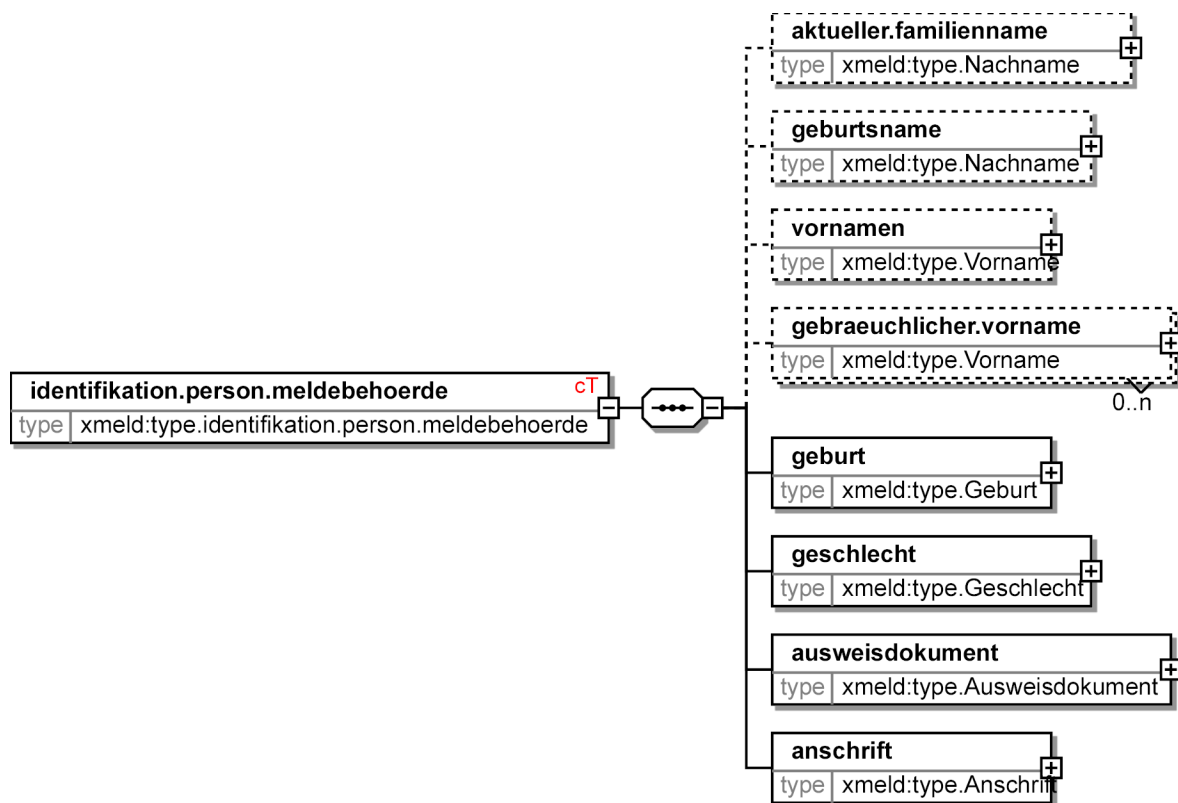 aktueller.familienname
type xmeld:type.Nachname
geburtsname
type xmeld:type.Nachname
vornamen
type xmeld:type.Vorname
gebraeuchlicher.vorname
type xmeld:type.Vorname
0..n
identifikation.person.meldebehoerde cT
type xmeld:type.identifikation.person.meldebehoerde
geburt
type xmeld:type.Geburt
geschlecht
type xmeld:type.Geschlecht
ausweisdokument
type xmeld:type.Ausweisdokument
anschrift
type xmeld:type.Anschrift